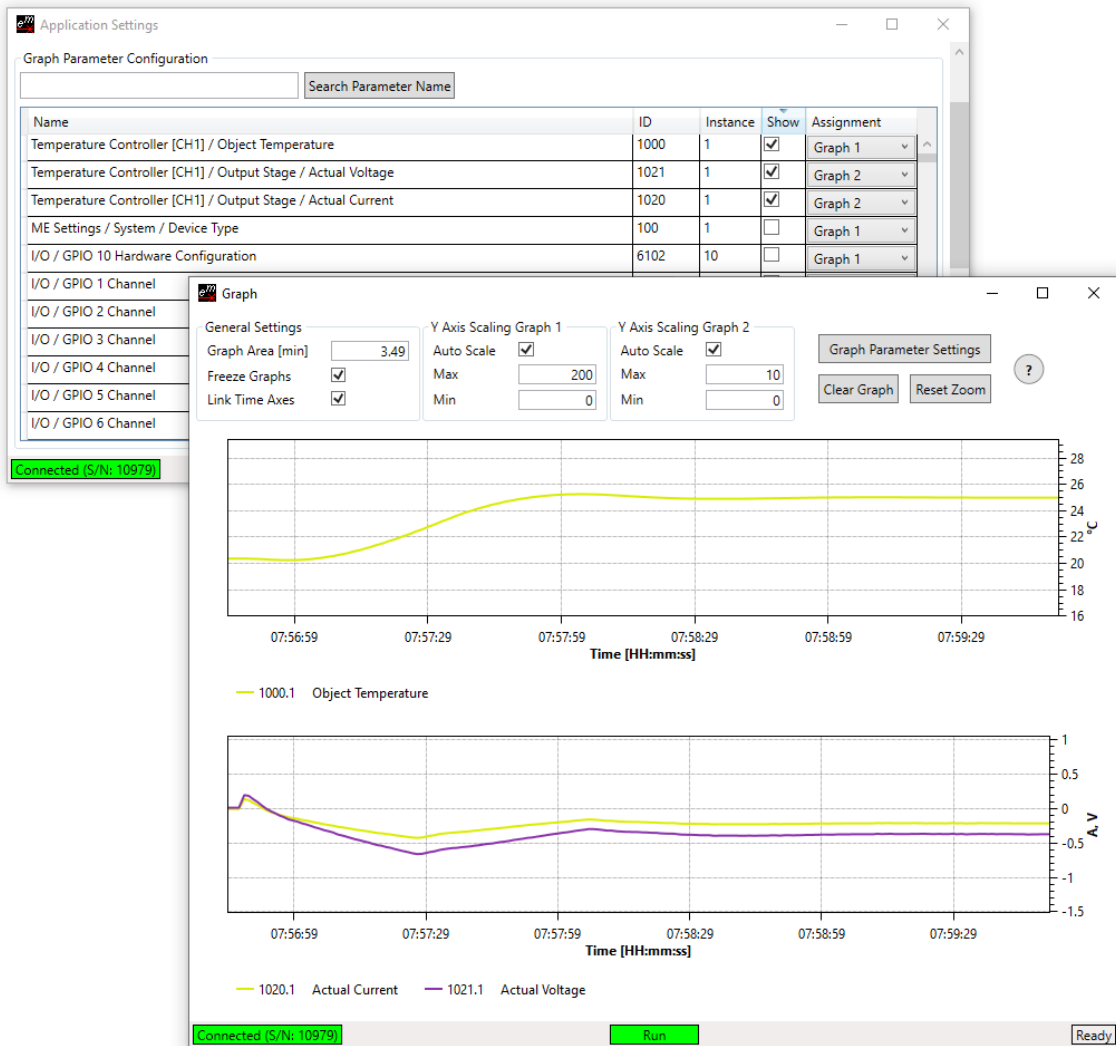 Application Settings
Graph Parameter Configuration
Search Parameter Name
Name ID Instance Show Assignment
Temperature Controller [CH1] / Object Temperature 1000 1 Graph 1
Temperature Controller [CH1] / Output Stage / Actual Voltage 1021 1 Graph 2
Temperature Controller [CH1] / Output Stage / Actual Current 1020 1 Graph 2
ME Settings / System / Device Type 100 1 Graph 1
I/O / GPIO 10 Hardware Configuration 6102 10 Graph 1
I/O / GPIO 1 Channel
I/O / GPIO 2 Channel
I/O / GPIO 3 Channel
I/O / GPIO 4 Channel
I/O / GPIO 5 Channel
I/O / GPIO 6 Channel
Connected (S/N: 10979)
Graph
General Settings
Graph Area [min] 3.49
Freeze Graphs
Link Time Axes
Y Axis Scaling Graph 1
Auto Scale
Max 200
Min 0
Y Axis Scaling Graph 2
Auto Scale
Max 10
Min 0
Graph Parameter Settings
Clear Graph Reset Zoom
?
28
26
24
22
20
18
16
°C
07:56:59 07:57:29 07:57:59 07:58:29 07:58:59 07:59:29
Time [HH:mm:ss]
1000.1 Object Temperature
1
0.5
0
-0.5
-1
-1.5
A, V
07:56:59 07:57:29 07:57:59 07:58:29 07:58:59 07:59:29
Time [HH:mm:ss]
1020.1 Actual Current 1021.1 Actual Voltage
Connected (S/N: 10979) Run Ready